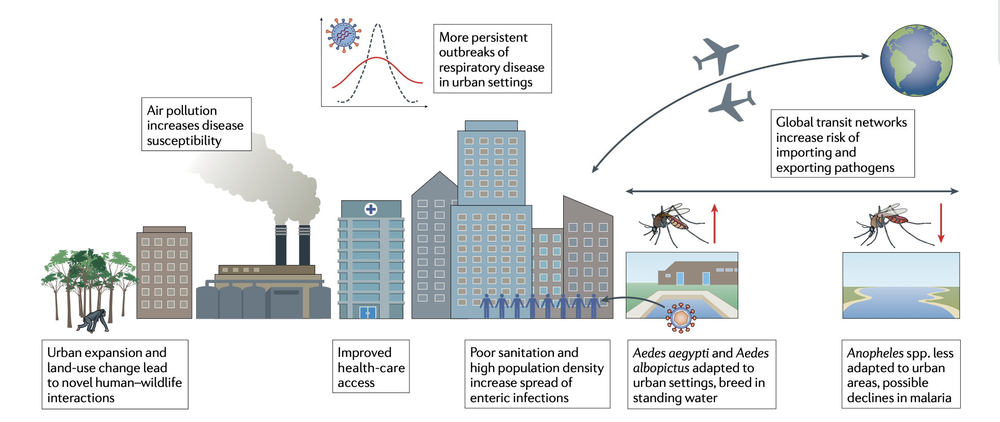 More persistent
outbreaks of
respiratory disease
in urban settings
Air pollution
increases disease
susceptibility
Global transit networks
increase risk of
importing and
exporting pathogens
Urban expansion and
land-use change lead
to novel human–wildlife
interactions
Improved
health-care
access
Poor sanitation and
high population density
increase spread of
enteric infections
Aedes aegypti and Aedes
albopictus adapted to
urban settings, breed in
standing water
Anopheles spp. less
adapted to urban
areas, possible
declines in malaria